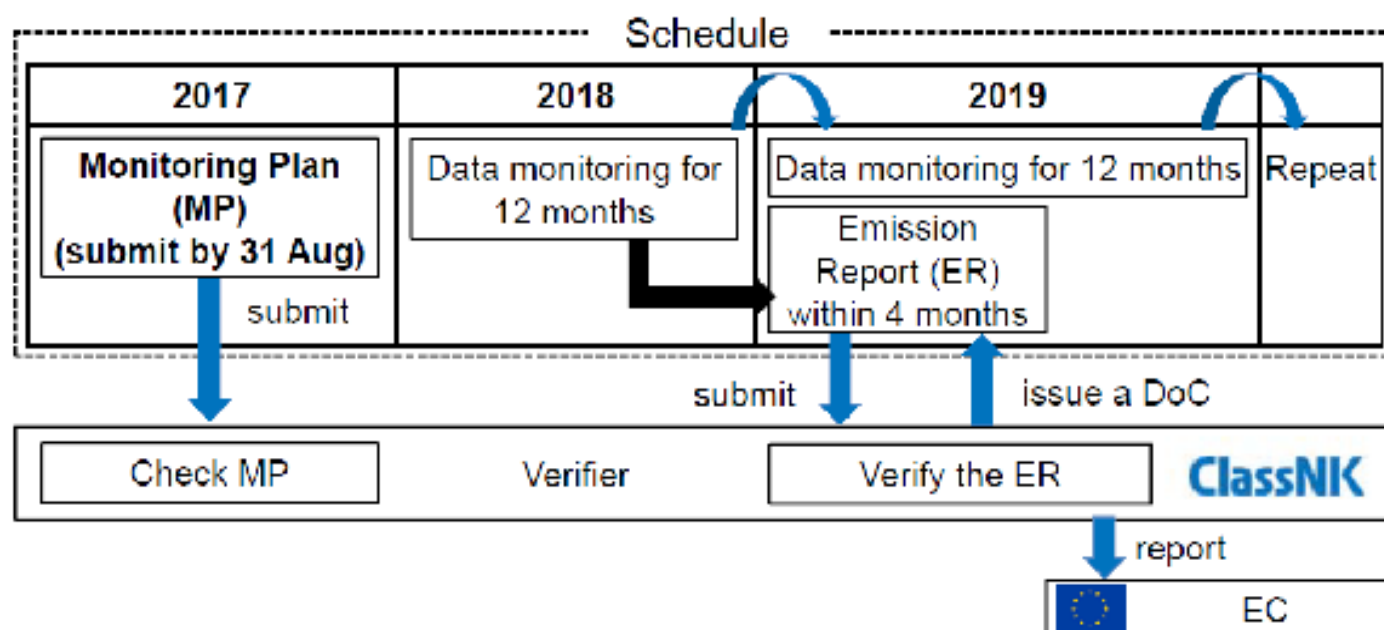 Schedule
2017
2018
2019
Monitoring Plan
(MP)
(submit by 31 Aug)
Data monitoring for
12 months
Data monitoring for 12 months
Repeat
Emission
Report (ER)
within 4 months
submit
submit
issue a DoC
Check MP
Verifier
Verify the ER
ClassNK
report
EC